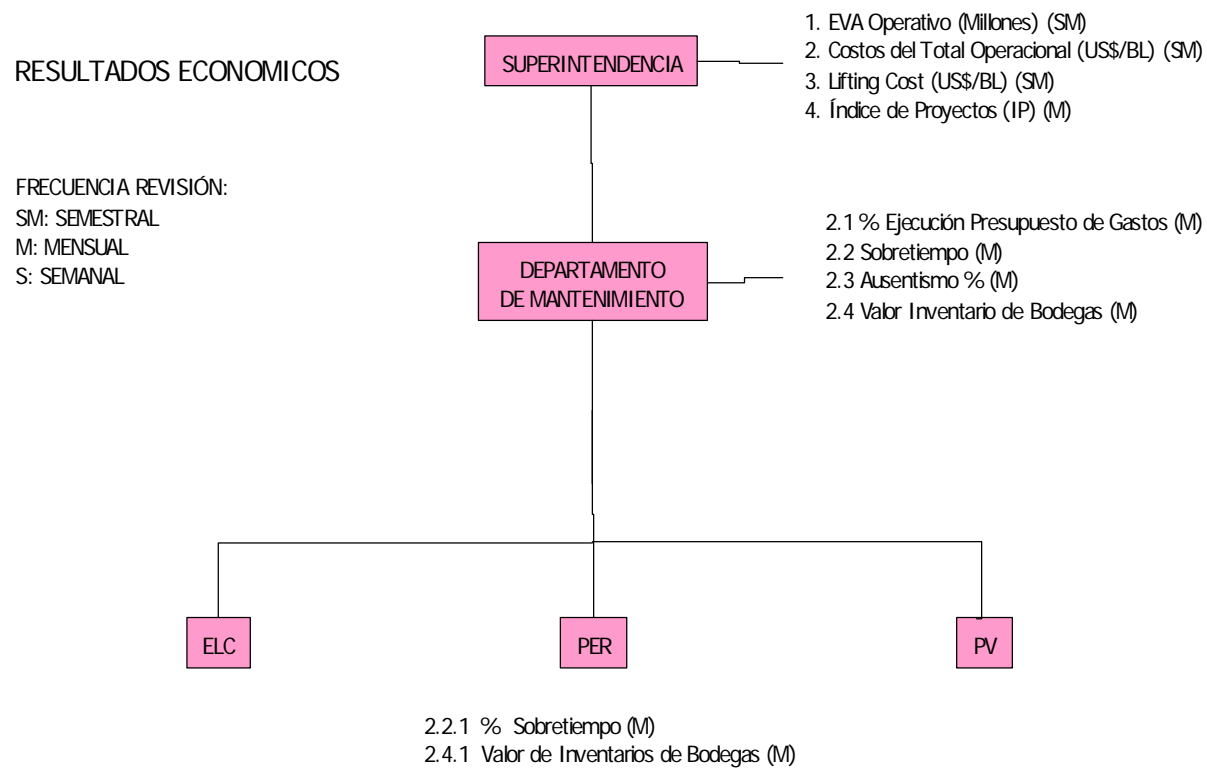 RESULTADOS ECONOMICOS
SUPERINTENDENCIA
1. EVA Operativo (Millones) (SM)
2. Costos del Total Operacional (US$/BL) (SM)
3. Lifting Cost (US$/BL) (SM)
4. Índice de Proyectos (IP) (M)
FRECUENCIA REVISIÓN:
SM: SEMESTRAL
M: MENSUAL
S: SEMANAL
DEPARTAMENTO
DE MANTENIMIENTO
2.1 % Ejecución Presupuesto de Gastos (M)
2.2 Sobretiempo (M)
2.3 Ausentismo % (M)
2.4 Valor Inventario de Bodegas (M)
ELC
PER
PV
2.2.1 % Sobretiempo (M)
2.4.1 Valor de Inventarios de Bodegas (M)